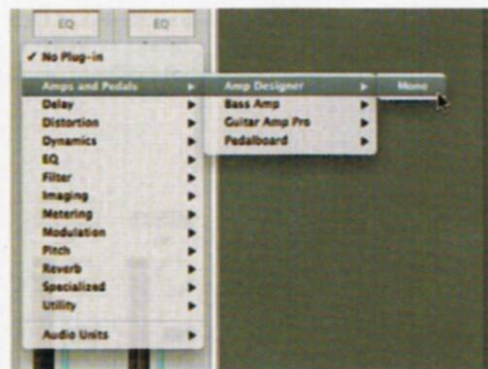 EQ EQ
✓ No Plug-in
Amps and Pedals Amp Designer Mono
Delay Bass Amp
Distortion Guitar Amp Pro
Dynamics Pedalboard
EQ
Filter
Imaging
Metering
Modulation
Pitch
Reverb
Specialized
Utility
Audio Units